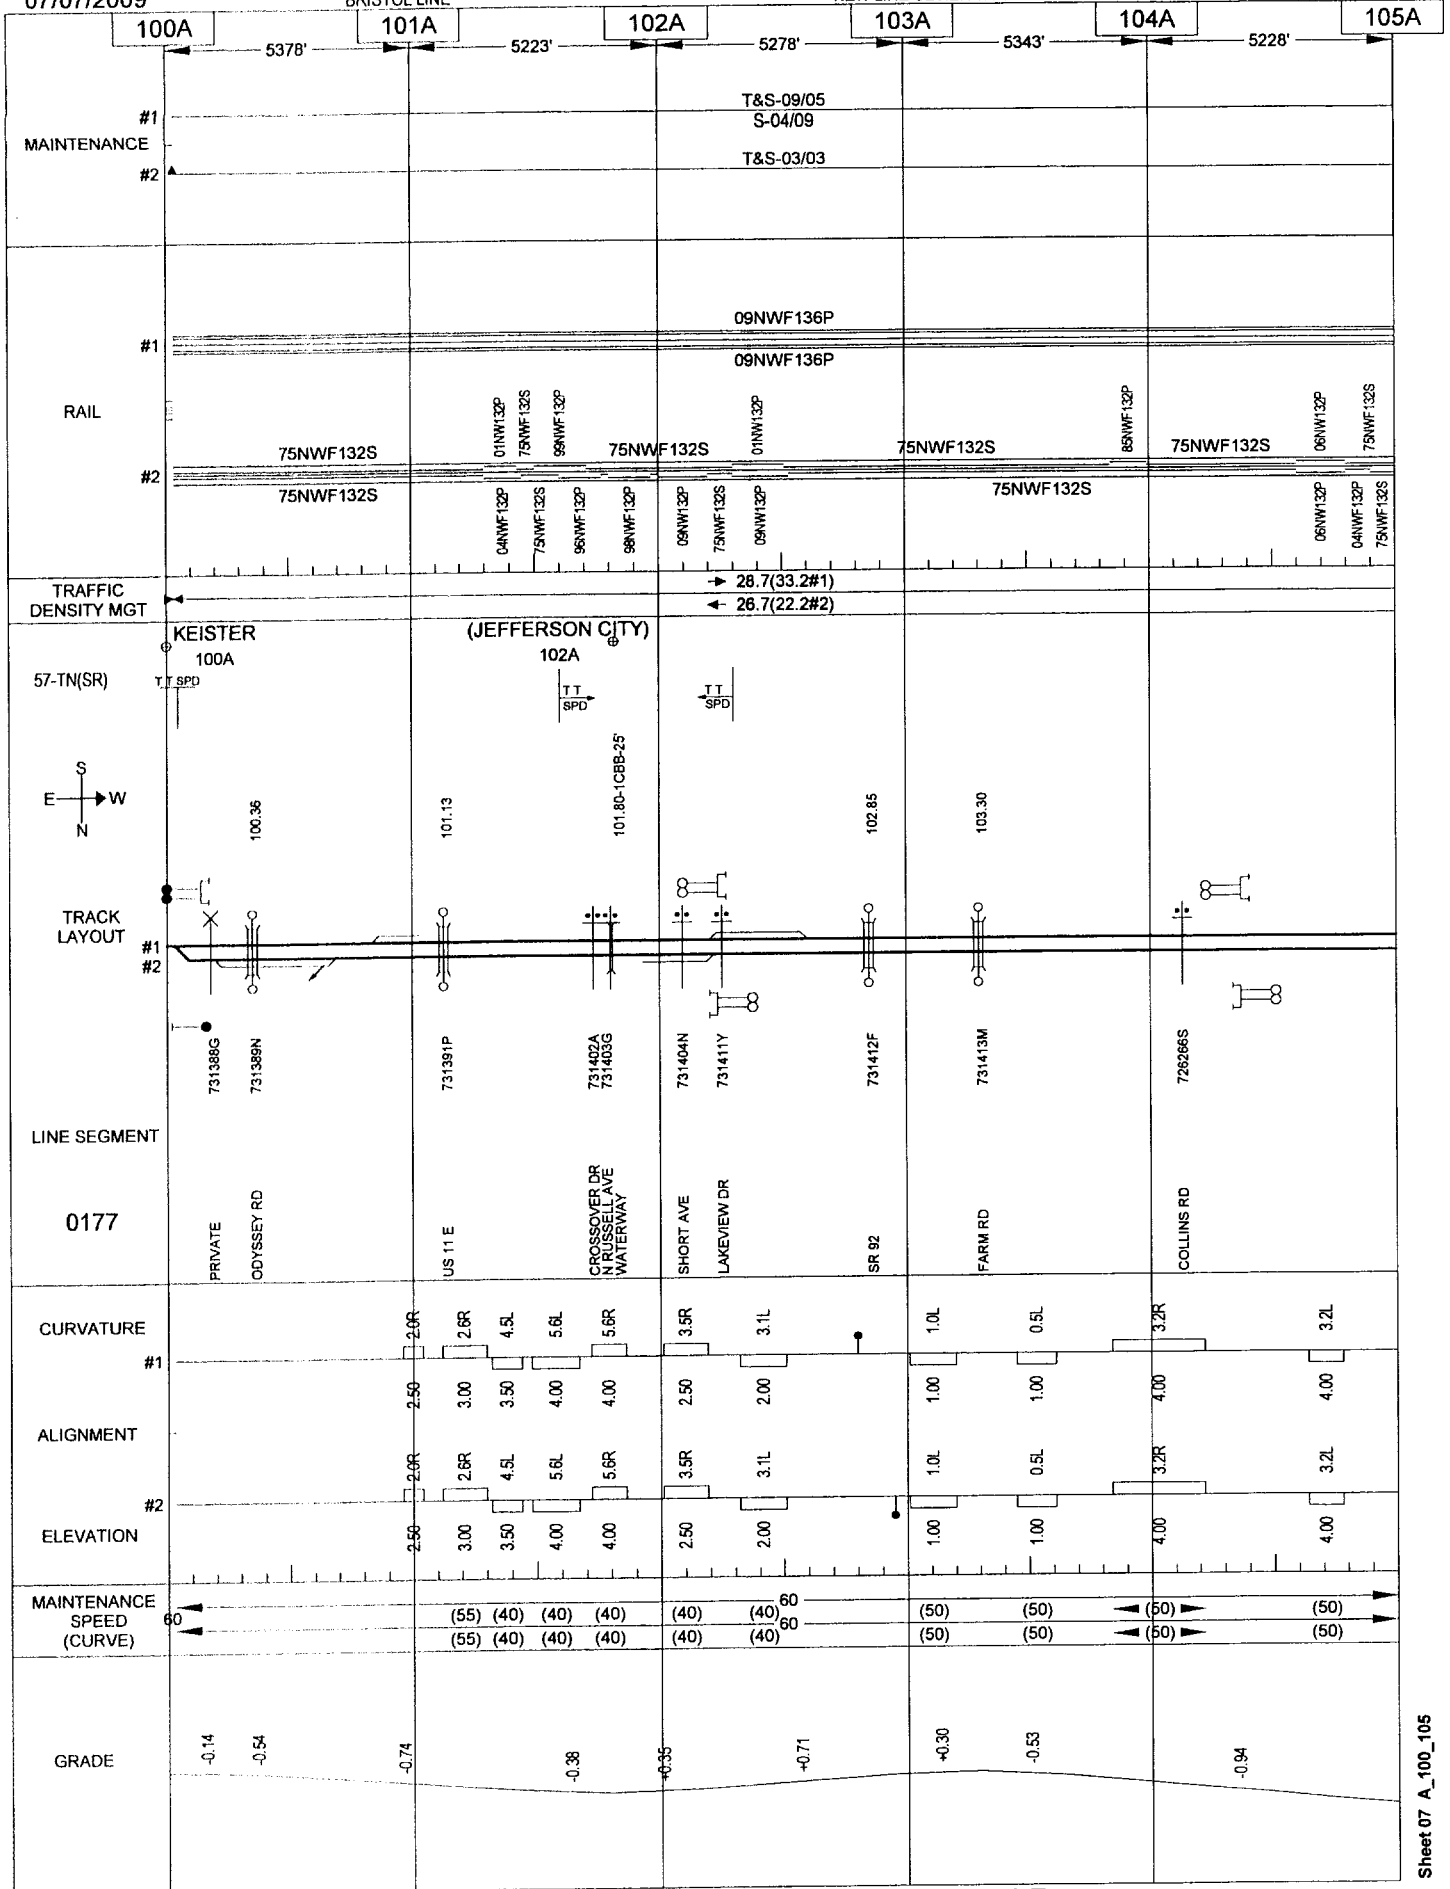 07/07/2009
BRISTOL LINE
100A 101A 102A 103A 104A 105A
5378' 5223' 5278' 5343' 5228'
MAINTENANCE
#1
T&S-09/05
S-04/09
#2
T&S-03/03
RAIL
#1
09NWF136P
09NWF136P
01NW132P 75NWF132S 99NWF132P 01NW132P 85NWF132P 06NW132P 75NWF132S
75NWF132S 75NWF132S 75NWF132S 75NWF132S
#2
75NWF132S 75NWF132S
04NWF132P 75NWF132S 96NWF132P 98NWF132P 09NW132P 75NWF132S 09NW132P 06NW132P 04NWF132P 75NWF132S
TRAFFIC
DENSITY MGT
28.7(33.2#1)
26.7(22.2#2)
KEISTER
100A
(JEFFERSON CITY)
102A
57-TN(SR)
T T SPD
T T
SPD
T T
SPD
S
E W
N
100.36 101.13 101.80-1CBB-25' 102.85 103.30
TRACK
LAYOUT
#1
#2
731388G 731389N 731391P 731402A 731403G 731404N 731411Y 731412F 731413M 726266S
LINE SEGMENT
0177
PRIVATE
ODYSSEY RD
US 11 E
CROSSOVER DR
N RUSSELL AVE
WATERWAY
SHORT AVE
LAKEVIEW DR
SR 92
FARM RD
COLLINS RD
CURVATURE
2.0R 2.6R 4.5L 5.6L 5.6R 3.5R 3.1L 1.0L 0.5L 3.2R 3.2L
#1
2.50 3.00 3.50 4.00 4.00 2.50 2.00 1.00 1.00 4.00 4.00
ALIGNMENT
2.0R 2.6R 4.5L 5.6L 5.6R 3.5R 3.1L 1.0L 0.5L 3.2R 3.2L
#2
ELEVATION
2.50 3.00 3.50 4.00 4.00 2.50 2.00 1.00 1.00 4.00 4.00
MAINTENANCE
SPEED
(CURVE)
60
60
(55) (40) (40) (40) (40) (40) (50) (50) (50) (50)
60
(55) (40) (40) (40) (40) (40) (50) (50) (50) (50)
GRADE
-0.14 -0.54 -0.74 -0.38 +0.35 +0.71 +0.30 -0.53 -0.94
Sheet 07 A_100_105